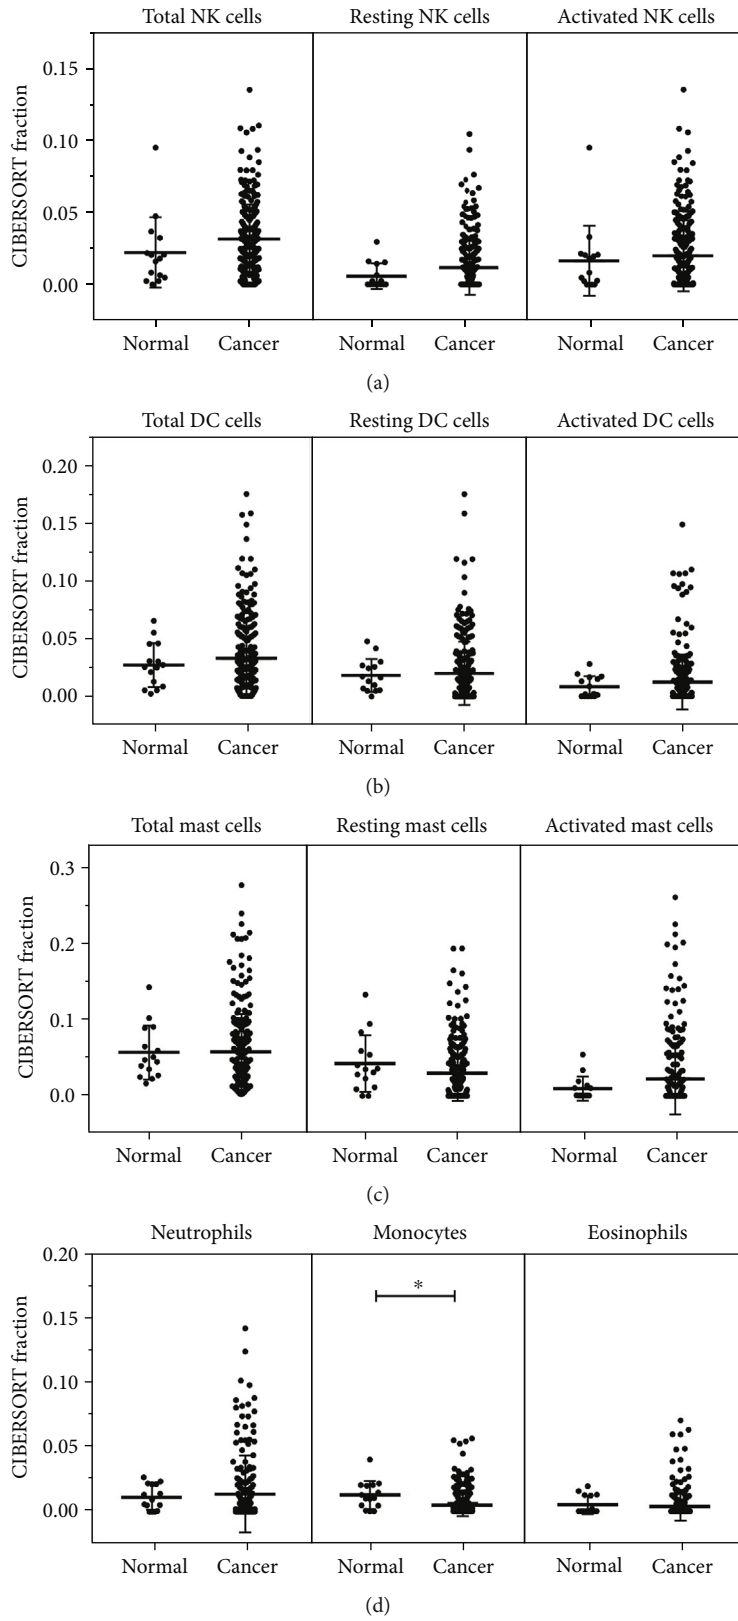 Total NK cells Resting NK cells Activated NK cells
0.15
0.10
0.05
0.00
CIBERSORT fraction
Normal Cancer Normal Cancer Normal Cancer
(a)
Total DC cells Resting DC cells Activated DC cells
0.20
0.15
0.10
0.05
0.00
CIBERSORT fraction
Normal Cancer Normal Cancer Normal Cancer
(b)
Total mast cells Resting mast cells Activated mast cells
0.3
0.2
0.1
0.0
CIBERSORT fraction
Normal Cancer Normal Cancer Normal Cancer
(c)
Neutrophils Monocytes Eosinophils
0.20
*
0.15
0.10
0.05
0.00
CIBERSORT fraction
Normal Cancer Normal Cancer Normal Cancer
(d)